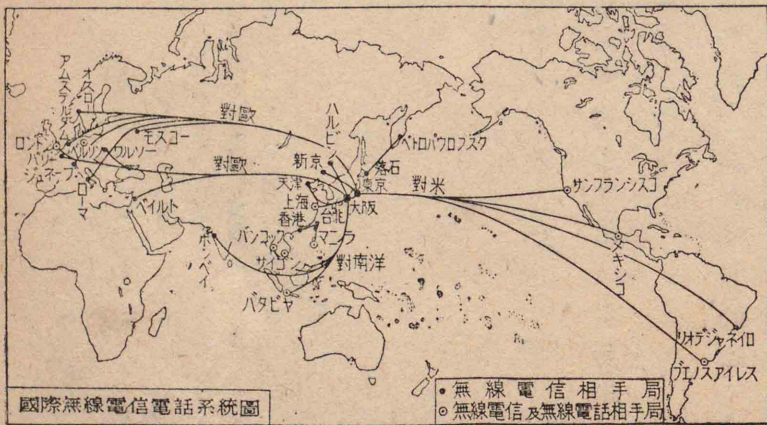 オスロー
アムステルダム
ロンドン
パリー
ジュネーブ
ベルリン
ワルソー
モスコー
ローマ
ベイルト
對歐
對歐
ハルビン
新京
天津
上海
香港
台北
東京
大阪
落石
ペトロパウロフスク
對米
サンフランシスコ
メキシコ
リオデジャネイロ
ブエノスアイレス
ボンベイ
バンコック
サイゴン
マニラ
對南洋
バタビヤ
國際無線電信電話系統圖
無線電信相手局
無線電信及無線電話相手局